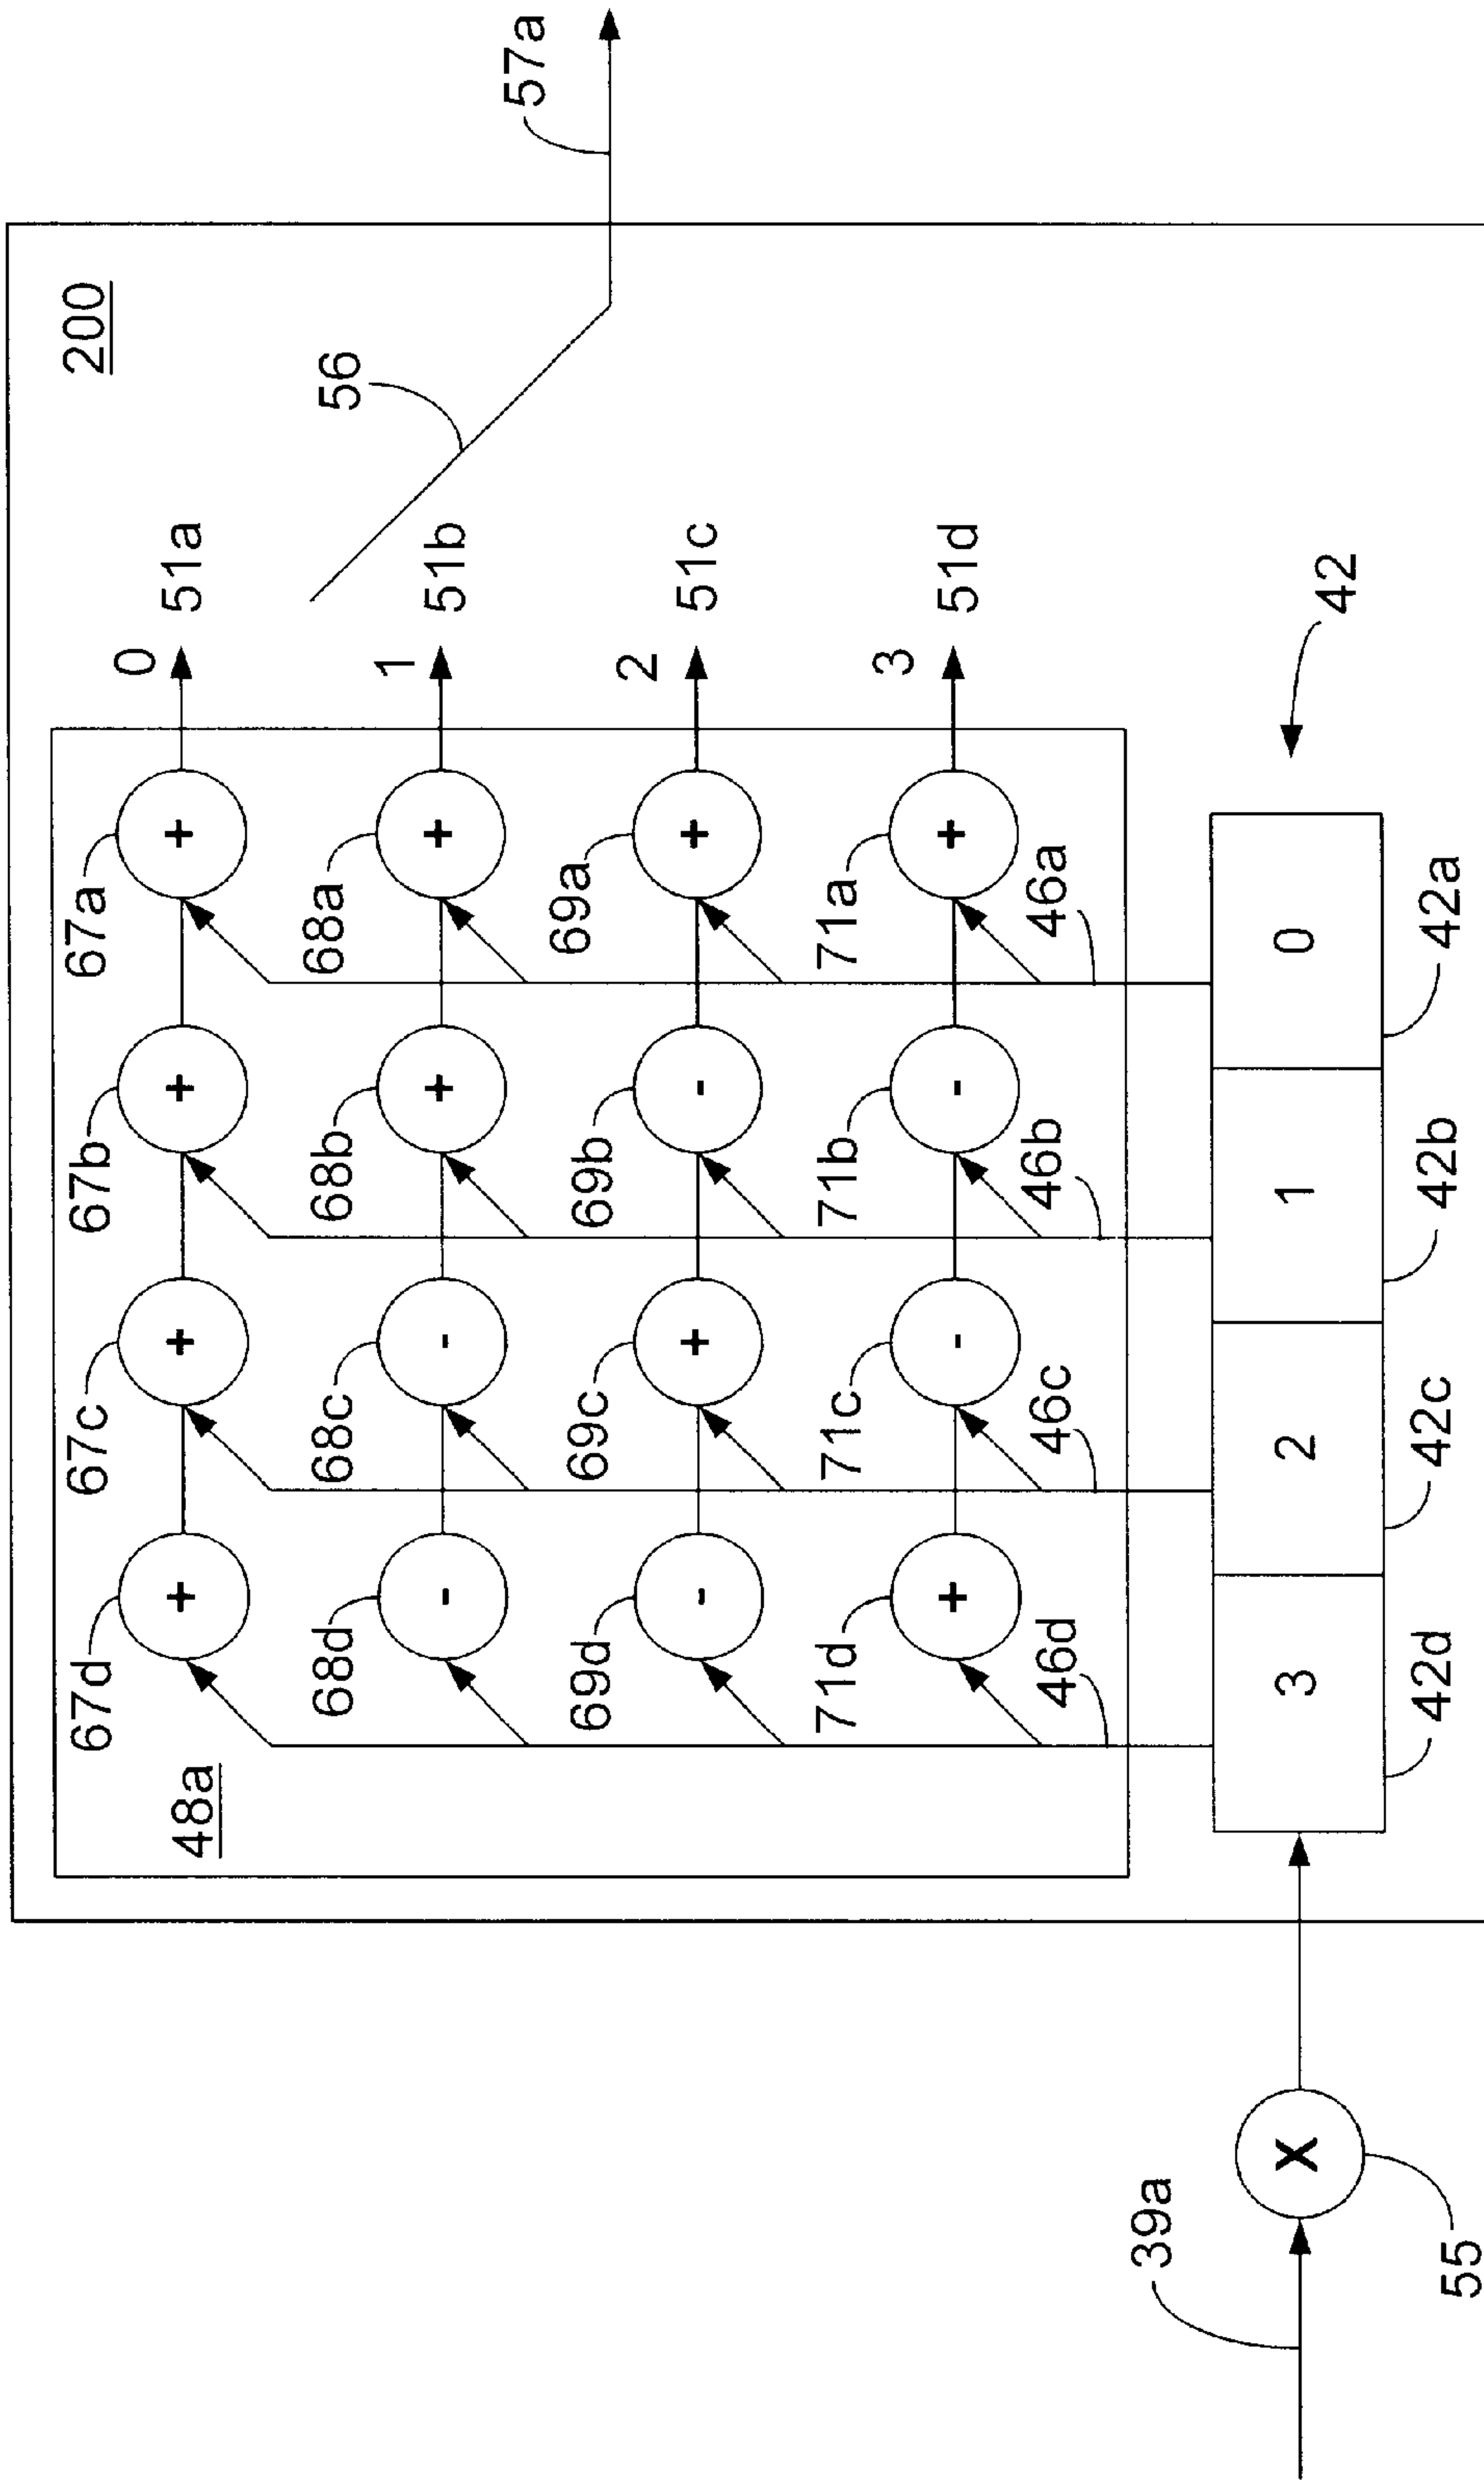 67d 67c 67b 67a 200
0
48a + + + + 51a
68d 68c 68b 68a 56
1
- - + + 51b
57a
69d 69c 69b 69a
2
- + - + 51c
71d 71c 71b 71a
3
+ - - + 51d
46d 46c 46b 46a
39a
X 3 2 1 0 42
42d 42c 42b 42a
55